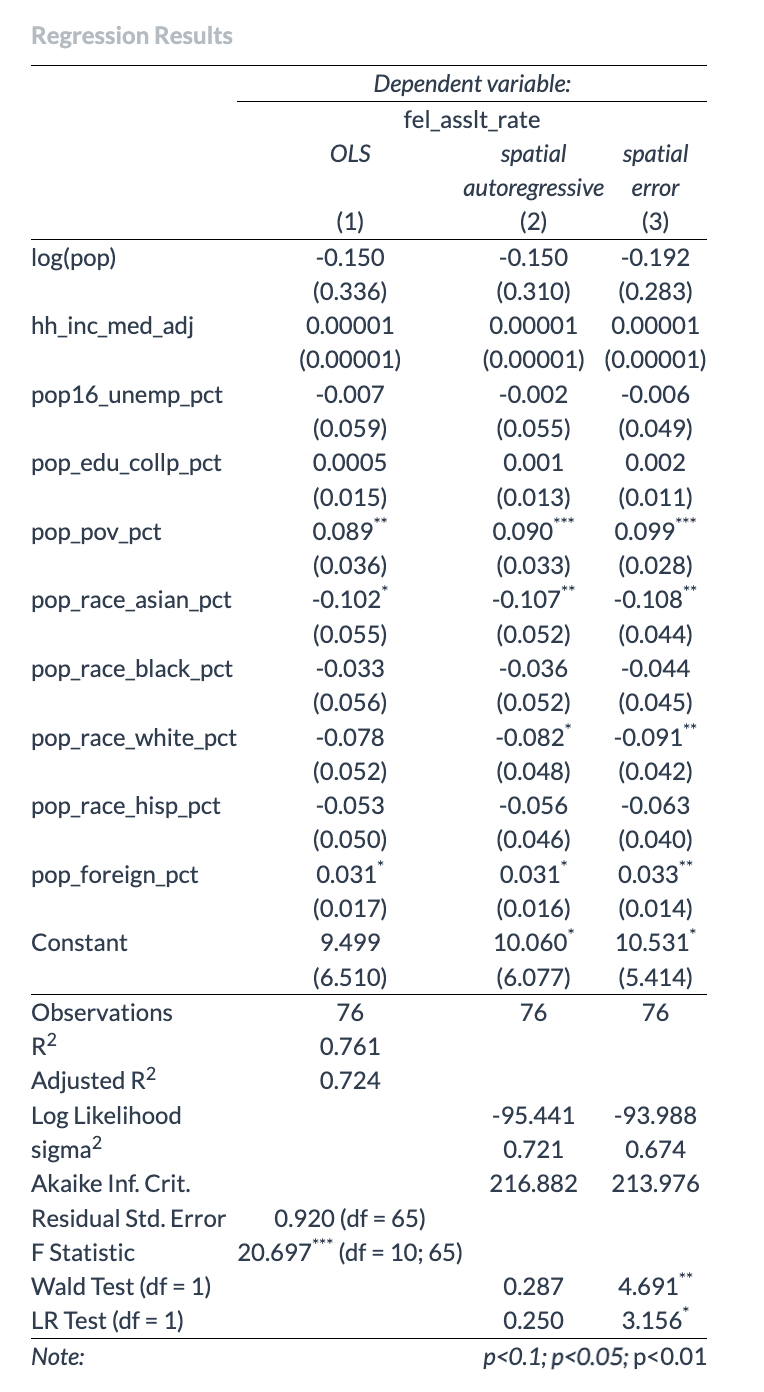 Regression Results
Dependent variable:
fel_asslt_rate
OLS spatial spatial
autoregressive error
(1) (2) (3)
log(pop) -0.150 -0.150 -0.192
(0.336) (0.310) (0.283)
hh_inc_med_adj 0.00001 0.00001 0.00001
(0.00001) (0.00001) (0.00001)
pop16_unemp_pct -0.007 -0.002 -0.006
(0.059) (0.055) (0.049)
pop_edu_collp_pct 0.0005 0.001 0.002
(0.015) (0.013) (0.011)
pop_pov_pct 0.089** 0.090*** 0.099***
(0.036) (0.033) (0.028)
pop_race_asian_pct -0.102* -0.107** -0.108**
(0.055) (0.052) (0.044)
pop_race_black_pct -0.033 -0.036 -0.044
(0.056) (0.052) (0.045)
pop_race_white_pct -0.078 -0.082* -0.091**
(0.052) (0.048) (0.042)
pop_race_hisp_pct -0.053 -0.056 -0.063
(0.050) (0.046) (0.040)
pop_foreign_pct 0.031* 0.031* 0.033**
(0.017) (0.016) (0.014)
Constant 9.499 10.060* 10.531*
(6.510) (6.077) (5.414)
Observations 76 76 76
R2 0.761
Adjusted R2 0.724
Log Likelihood -95.441 -93.988
sigma2 0.721 0.674
Akaike Inf. Crit. 216.882 213.976
Residual Std. Error 0.920 (df = 65)
F Statistic 20.697*** (df = 10; 65)
Wald Test (df = 1) 0.287 4.691**
LR Test (df = 1) 0.250 3.156*
Note: p<0.1; p<0.05; p<0.01